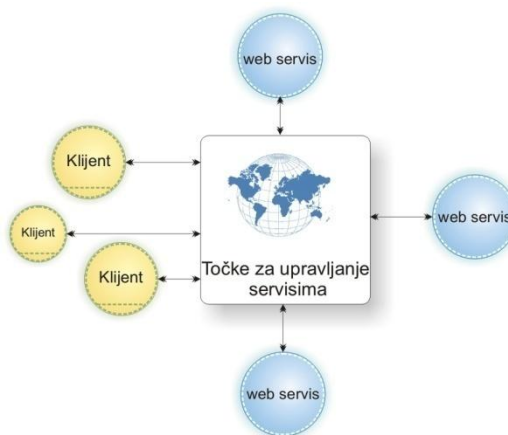 web servis
Klijent
Klijent
web servis
Klijent
Točke za upravljanje
servisima
web servis